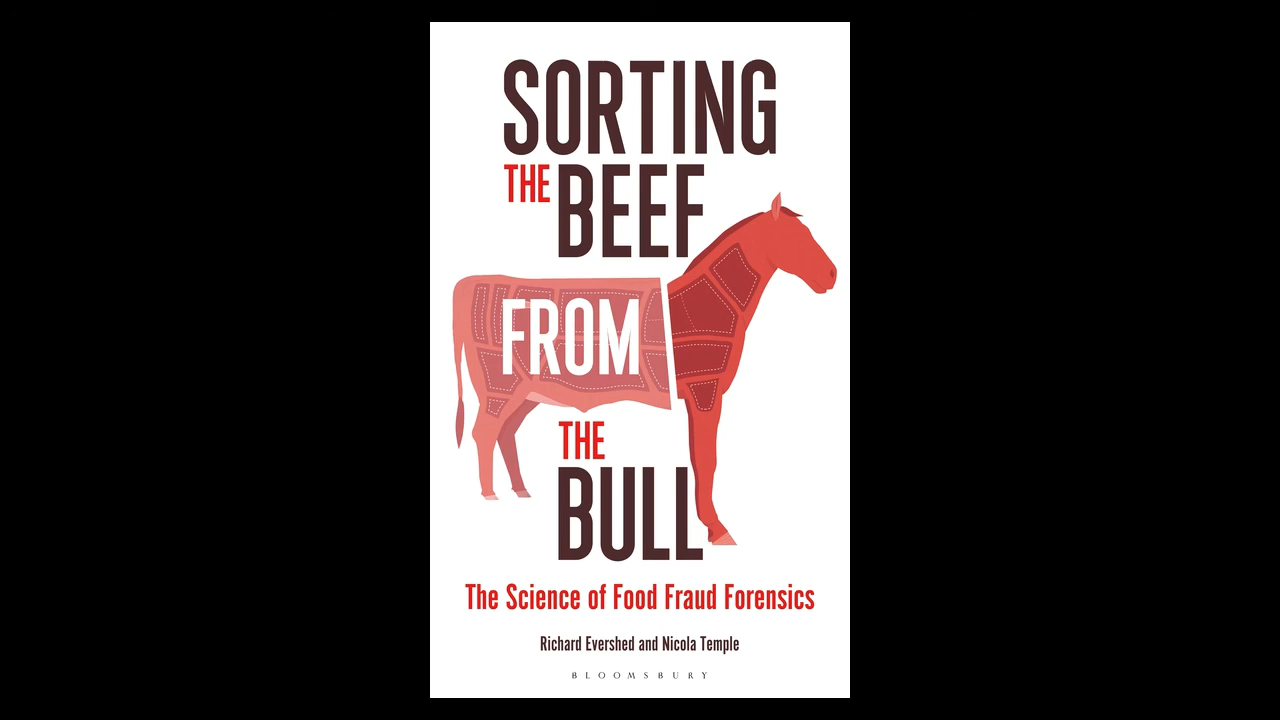 SORTING
THE BEEF
FROM
THE
BULL
The Science of Food Fraud Forensics
Richard Evershed and Nicola Temple
BLOOMSBURY